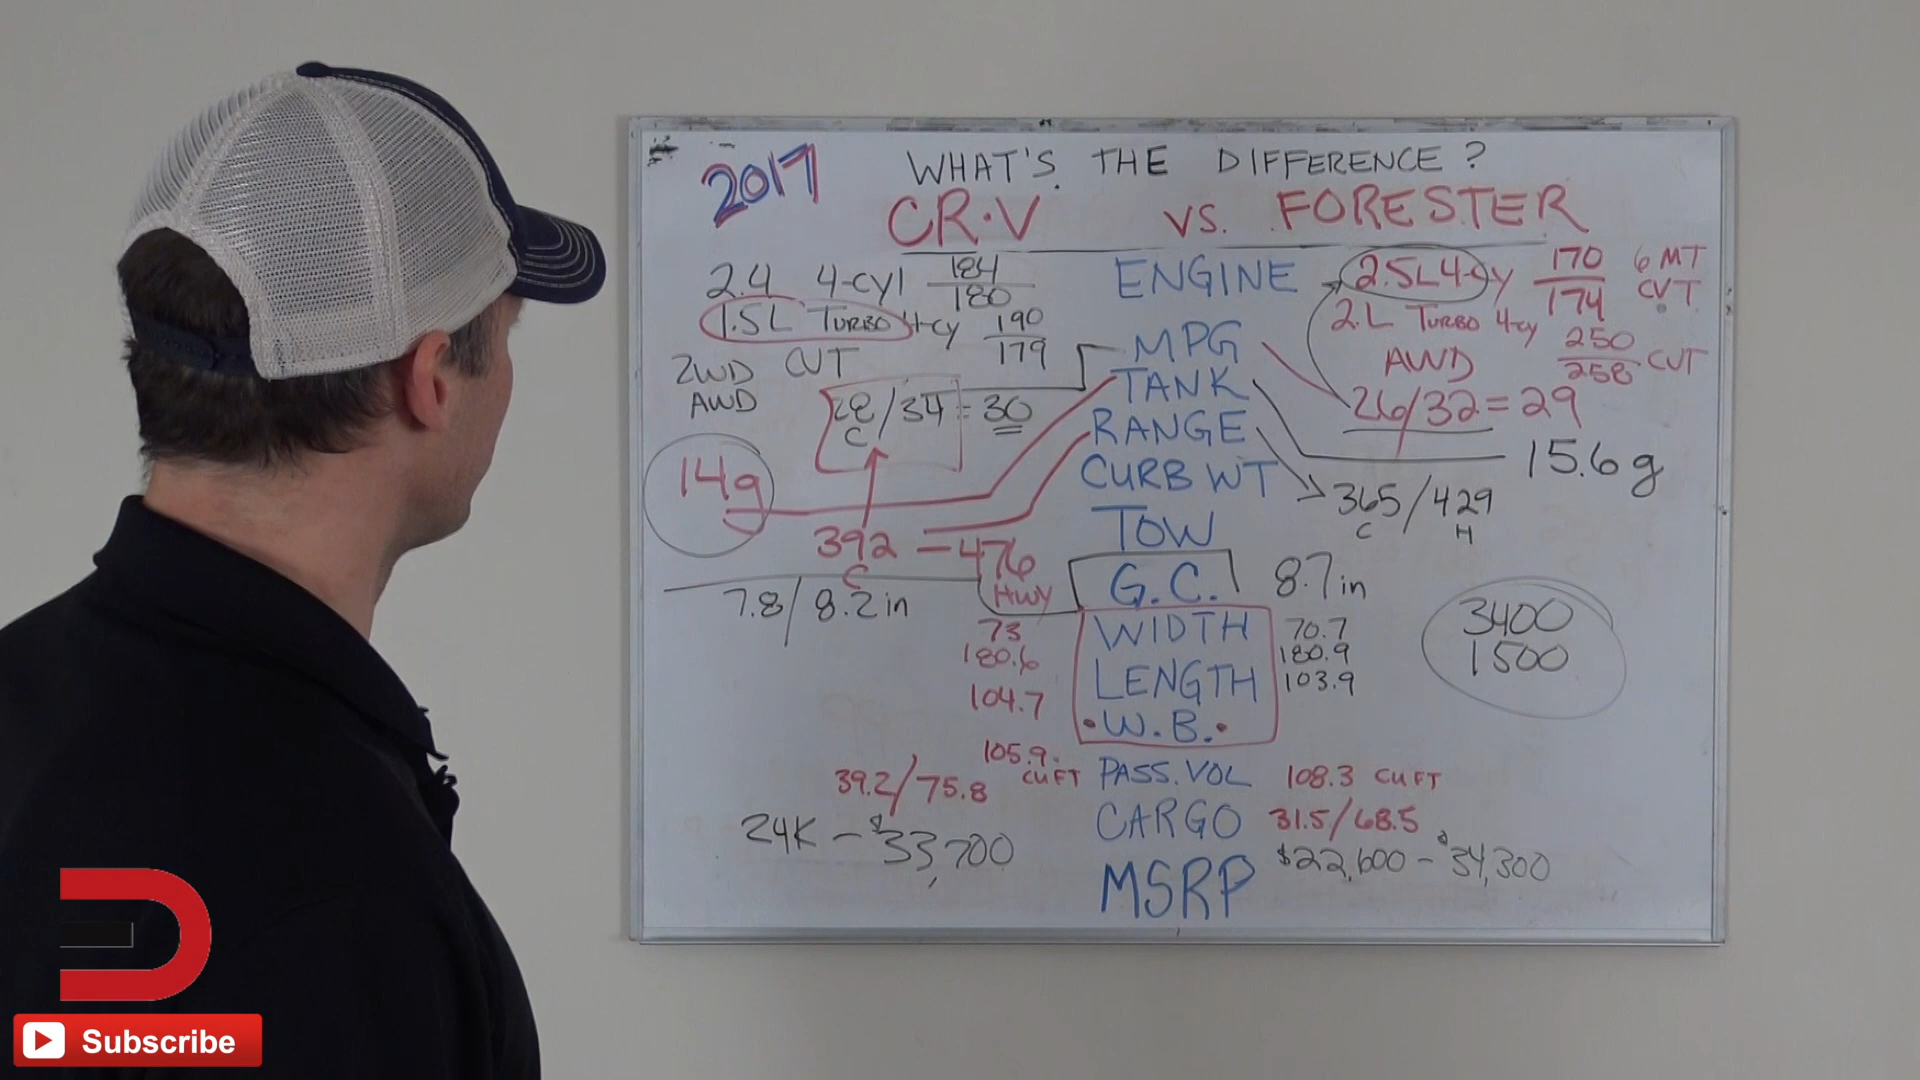 2017 WHAT'S THE DIFFERENCE?
CR-V VS. FORESTER
2.4 4-cyl 184/180 ENGINE 2.5L 4-cy 170/174 6 MT CVT
1.5L TURBO 4-cy 190/179 2.L TURBO 4-cy 250/258 CVT
2WD CVT MPG AWD
AWD TANK
28/34 = 30 26/32 = 29
C RANGE
14g CURB WT 15.6 g
392 - 476 TOW 365/429
C HWY C H
7.8/8.2 in G.C. 8.7 in
73 WIDTH 70.7 3400
180.6 LENGTH 180.9 1500
104.7 W.B. 103.9
105.9 CU FT PASS. VOL 108.3 CU FT
39.2/75.8 CARGO 31.5/68.5
24K - $33,700 MSRP $22,600 - $34,300
Subscribe